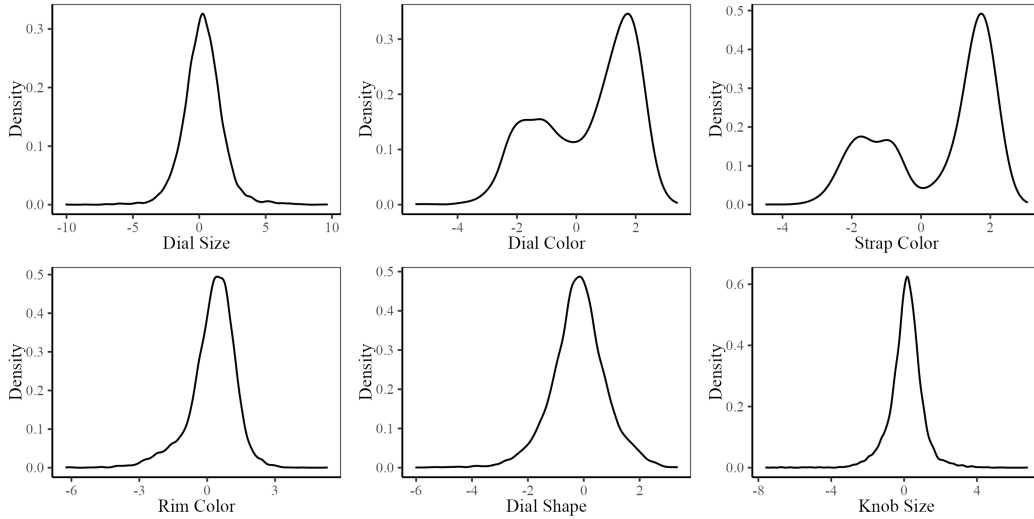 Density
0.3
0.2
0.1
0.0
-10 -5 0 5 10
Dial Size
Density
0.3
0.2
0.1
0.0
-4 -2 0 2
Dial Color
Density
0.5
0.4
0.3
0.2
0.1
0.0
-4 -2 0 2
Strap Color
Density
0.5
0.4
0.3
0.2
0.1
0.0
-6 -3 0 3
Rim Color
Density
0.5
0.4
0.3
0.2
0.1
0.0
-6 -4 -2 0 2
Dial Shape
Density
0.6
0.4
0.2
0.0
-8 -4 0 4
Knob Size